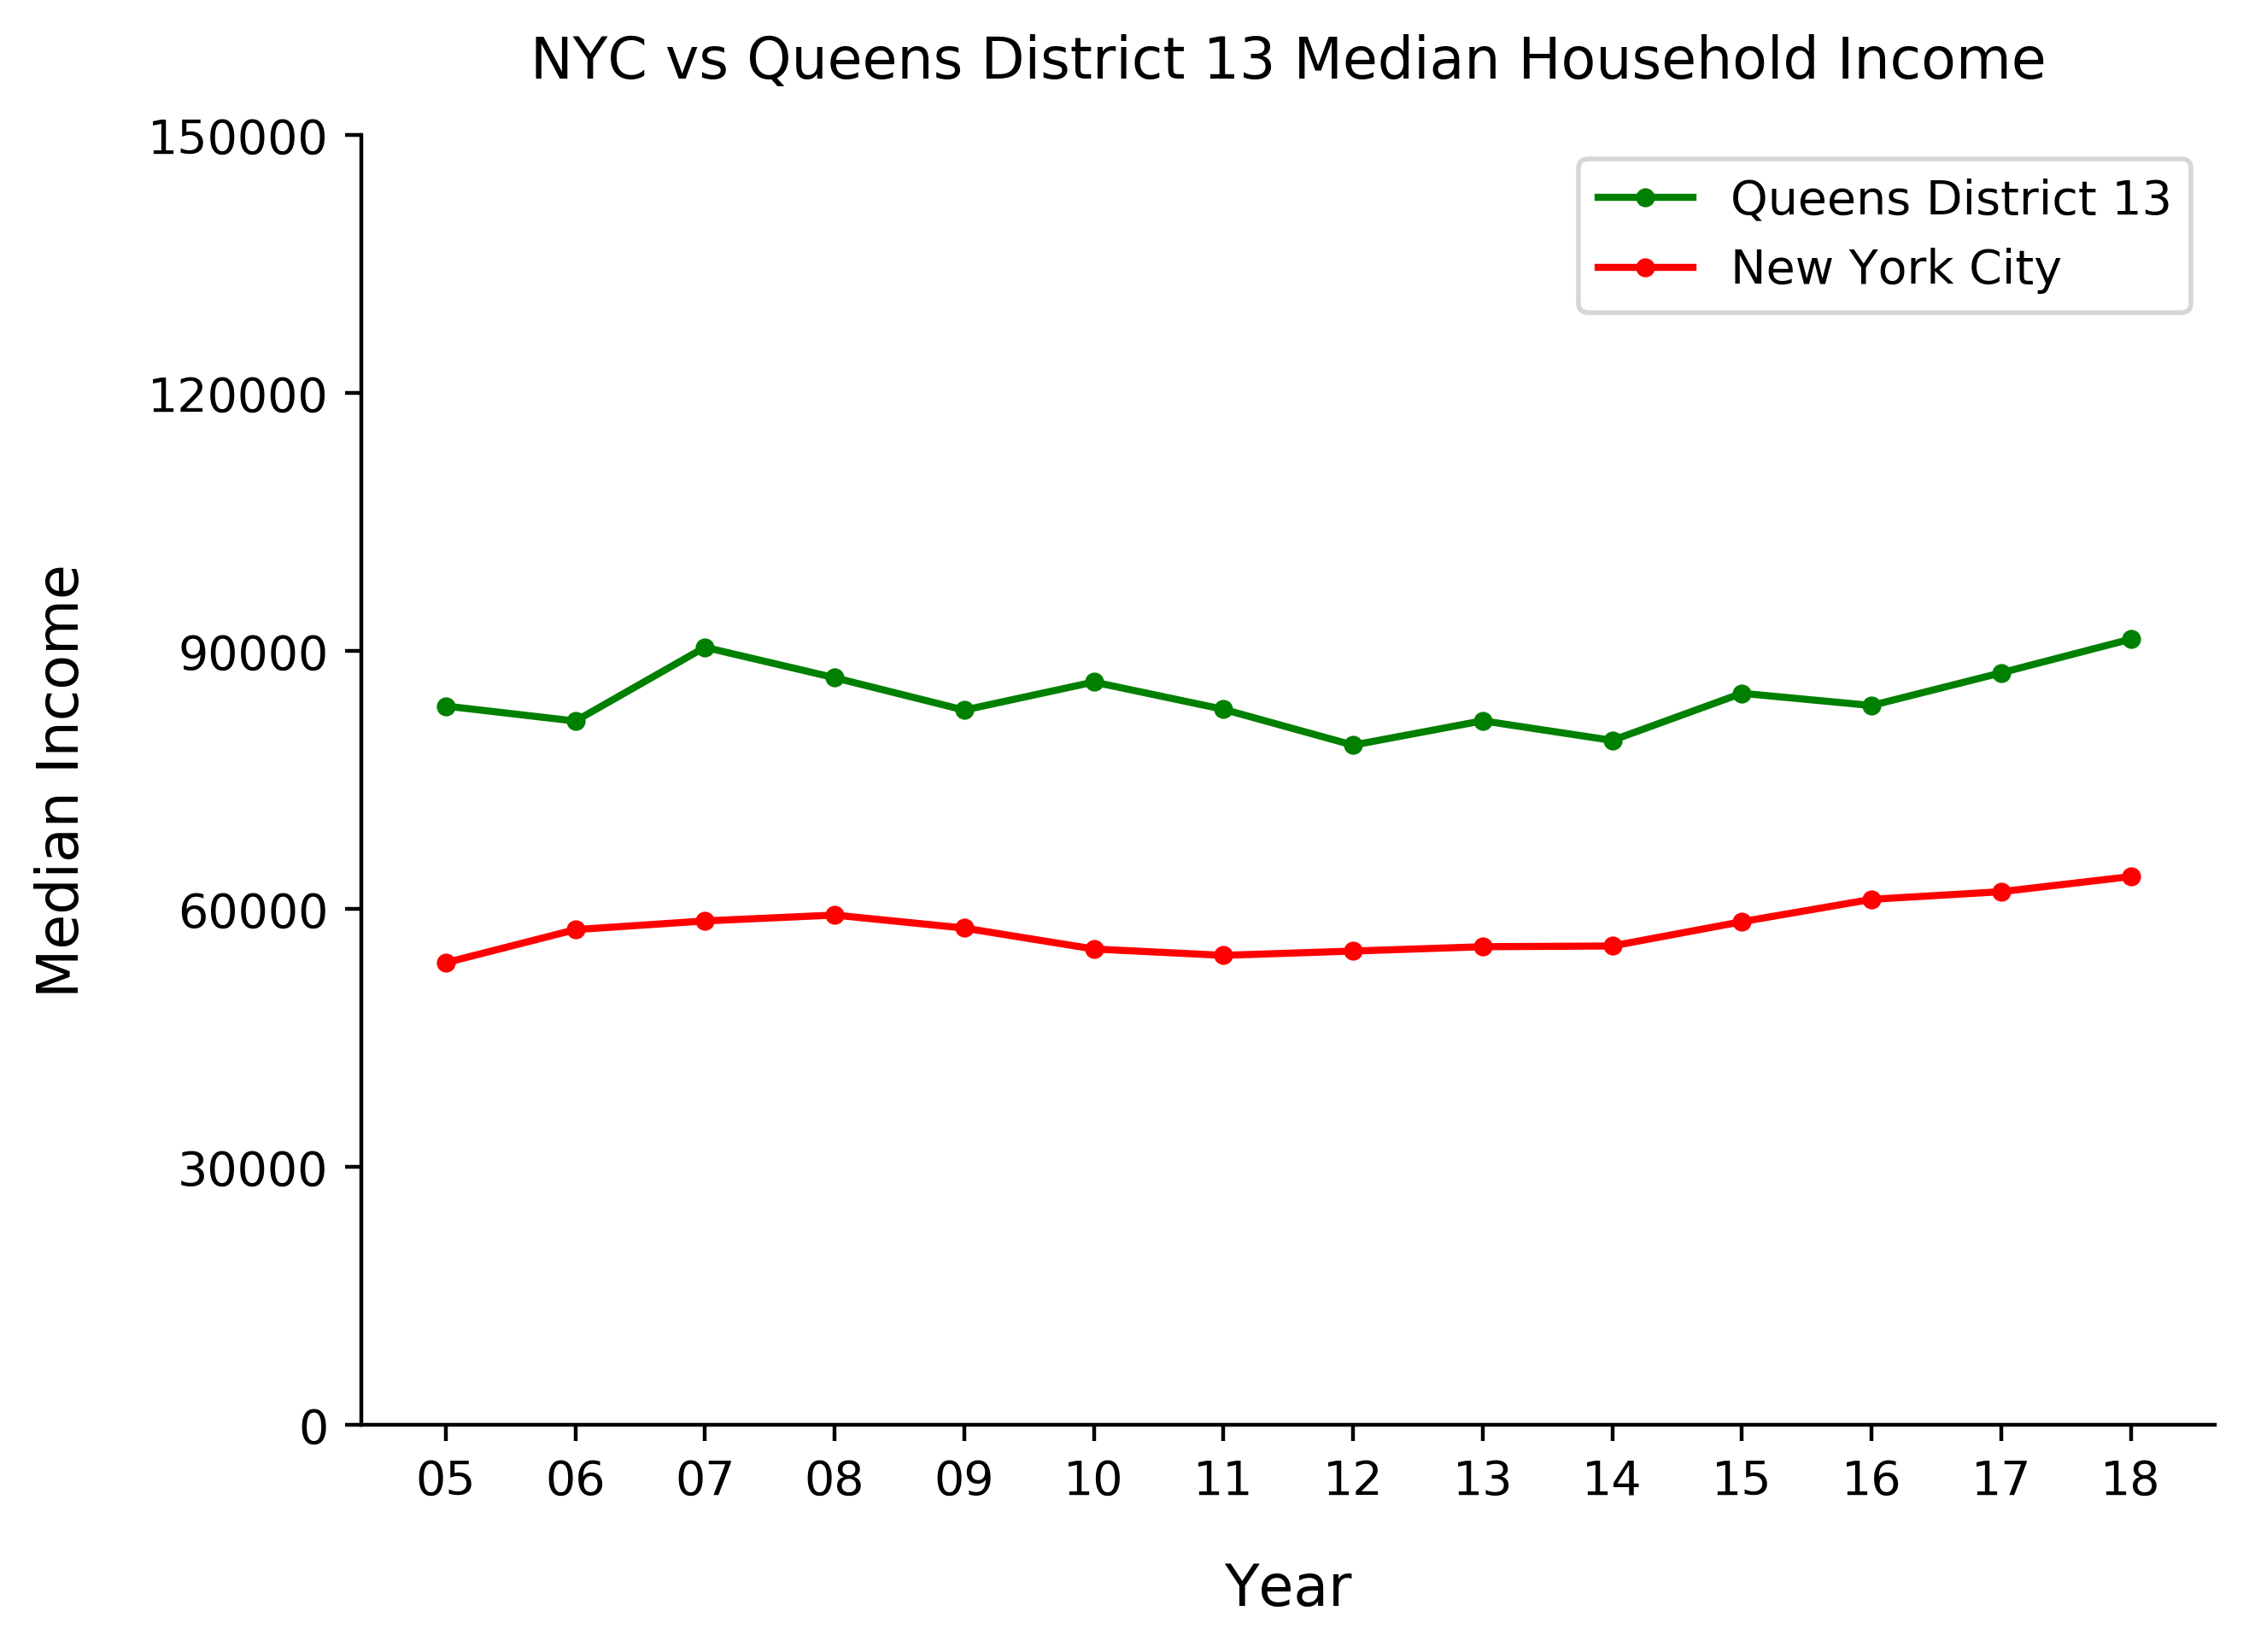 NYC vs Queens District 13 Median Household Income
150000
120000
90000
60000
30000
0
Median Income
Queens District 13
New York City
05 06 07 08 09 10 11 12 13 14 15 16 17 18
Year